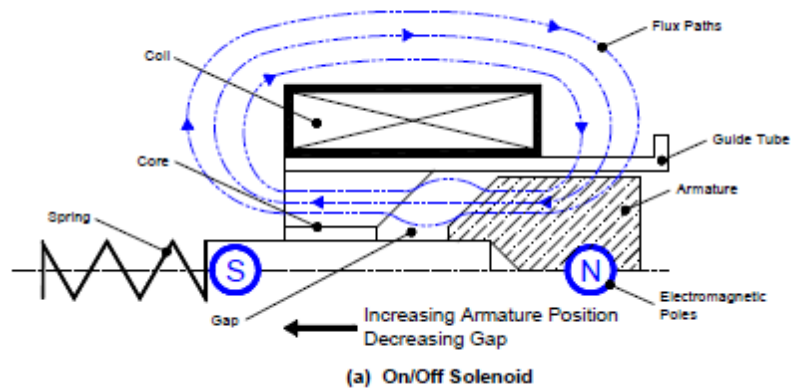 Flux Paths
Coil
Guide Tube
Core
Armature
Spring
S
N
Gap
Electromagnetic
Poles
Increasing Armature Position
Decreasing Gap
(a) On/Off Solenoid